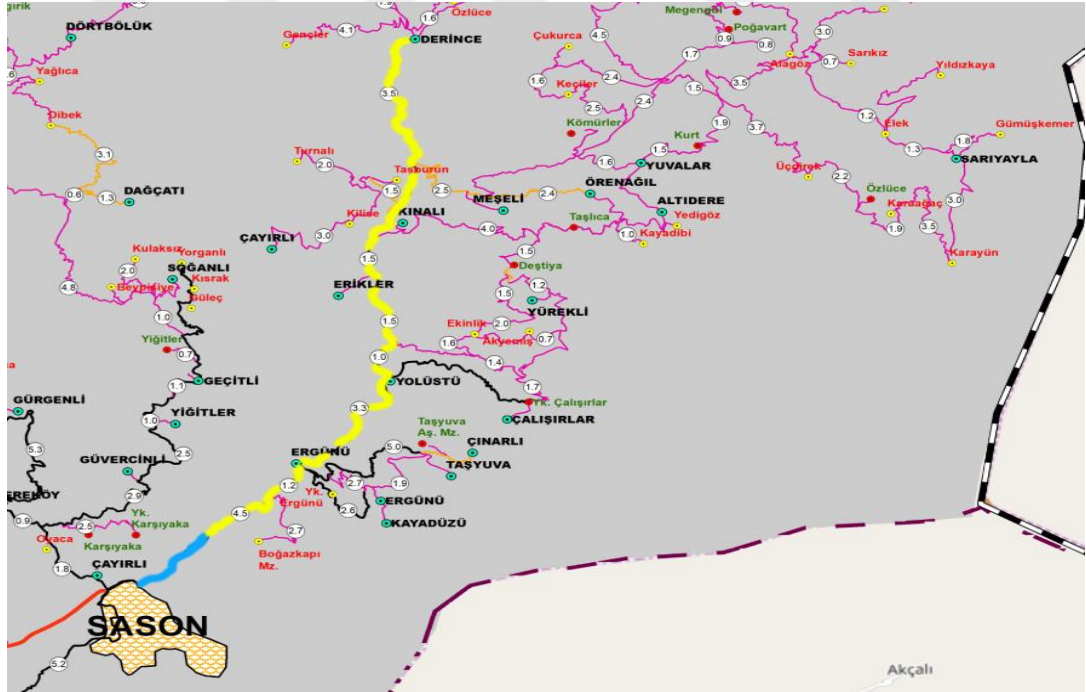 girik
DÖRTBÖLÜK
Gençler
4.1
1.6
Özlüce
DERİNCE
Çukurca
4.5
Megengöl
Poğavart
0.9
0.8
1.7
3.0
Sarıkız
Alagöz
0.7
Yıldızkaya
Yağlıca
3.5
1.6
2.4
Keçiler
2.5
2.4
1.5
3.5
Dibek
Kömürler
1.9
3.7
1.2
Elek
Gümüşkemer
1.8
3.1
Turnalı
2.0
Kurt
1.5
1.6
YUVALAR
1.3
SARIYAYLA
Taşburun
1.5
2.5
2.4
ÖRENAĞIL
Üçdirek
2.2
0.6
1.3
DAĞÇATI
MEŞELİ
ALTIDERE
Özlüce
Karaağaç
3.0
Kilise
3.0
KINALI
4.0
Taşlıca
Yedigöz
1.0
Kayadibi
1.9
3.5
ÇAYIRLI
1.5
1.5
Karayün
Kulaksız
Yorganlı
2.0
SOĞANLI
Kısrak
Deştiya
4.8
Beybişiye
Güleç
ERİKLER
1.5
1.2
YÜREKLİ
1.0
1.5
2.0
Ekinlik
Akyemiş
0.7
1.6
Yiğitler
0.7
1.0
1.4
GEÇİTLİ
1.1
YOLÜSTÜ
1.7
Yk. Çalışırlar
GÜRGENLİ
YİĞİTLER
1.0
3.3
Taşyuva
Aş. Mz.
ÇALIŞIRLAR
5.3
2.5
ERGÜNÜ
5.0
ÇINARLI
GÜVERCİNLİ
TAŞYUVA
EREKÖY
2.9
1.2
Yk.
Ergünü
2.7
1.9
2.6
ERGÜNÜ
0.9
2.5
Yk.
Karşıyaka
4.5
KAYADÜZÜ
Oyaca
Karşıyaka
2.7
Boğazkapı
Mz.
1.8
ÇAYIRLI
SASON
5.2
Akçalı